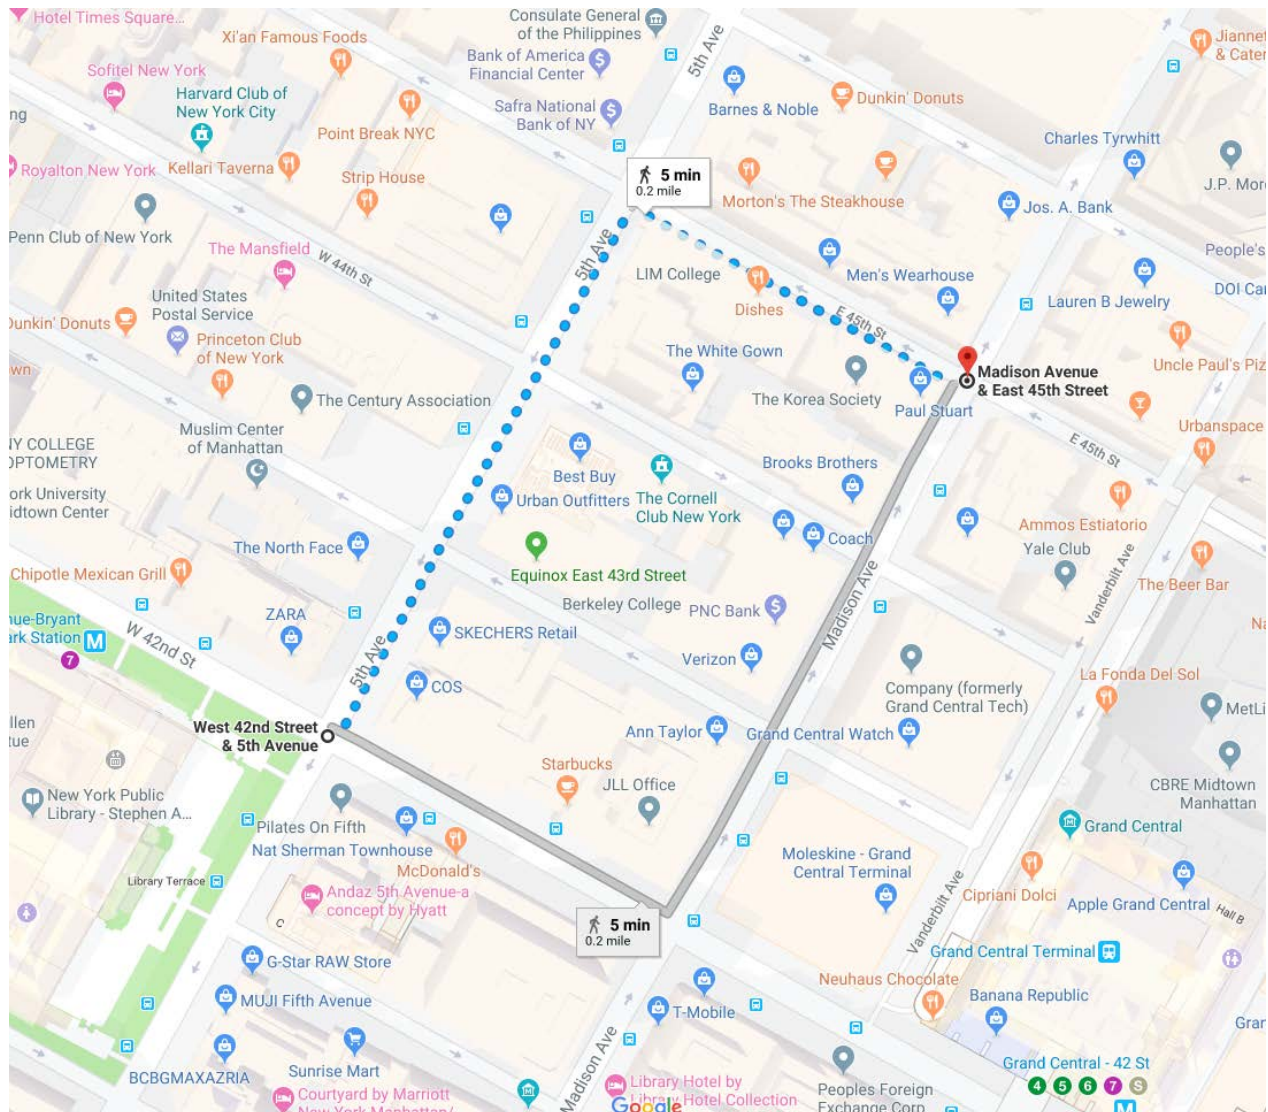 Hotel Times Square...
Consulate General
of the Philippines
5th Ave
Xi'an Famous Foods
Bank of America
Financial Center
Sofitel New York
Harvard Club of
New York City
Safra National
Bank of NY
Barnes & Noble
Dunkin' Donuts
Point Break NYC
Charles Tyrwhitt
Royalton New York
Kellari Taverna
Strip House
5 min
0.2 mile
Morton's The Steakhouse
Jos. A. Bank
Penn Club of New York
The Mansfield
W 44th St
5th Ave
LIM College
Men's Wearhouse
People's
United States
Postal Service
Dishes
E 45th St
Lauren B Jewelry
Dunkin' Donuts
Princeton Club
of New York
The White Gown
Madison Avenue
& East 45th Street
The Century Association
The Korea Society
Paul Stuart
Muslim Center
of Manhattan
Urbanspace
NY COLLEGE
OPTOMETRY
E 45th St
Best Buy
Brooks Brothers
Urban Outfitters
The Cornell
Club New York
Ammos Estiatorio
The North Face
Coach
Yale Club
Chipotle Mexican Grill
Equinox East 43rd Street
The Beer Bar
Vanderbilt Ave
Berkeley College
PNC Bank
ZARA
W 42nd St
SKECHERS Retail
Madison Ave
7
Verizon
5th Ave
COS
Company (formerly
Grand Central Tech)
La Fonda Del Sol
West 42nd Street
& 5th Avenue
Ann Taylor
Grand Central Watch
Starbucks
JLL Office
CBRE Midtown
Manhattan
New York Public
Library - Stephen A...
Pilates On Fifth
Nat Sherman Townhouse
McDonald's
Moleskine - Grand
Central Terminal
Grand Central
Library Terrace
Andaz 5th Avenue-a
concept by Hyatt
5 min
0.2 mile
Cipriani Dolci
Apple Grand Central
Hall B
Vanderbilt Ave
Grand Central Terminal
G-Star RAW Store
MUJI Fifth Avenue
Neuhaus Chocolate
Banana Republic
T-Mobile
Madison Ave
BCBGMAXAZRIA
Sunrise Mart
Grand Central - 42 St
4 5 6 7 S
Courtyard by Marriott
New York Manhattan/
Library Hotel by
Library Hotel Collection
Google
Peoples Foreign
Exchange Corp